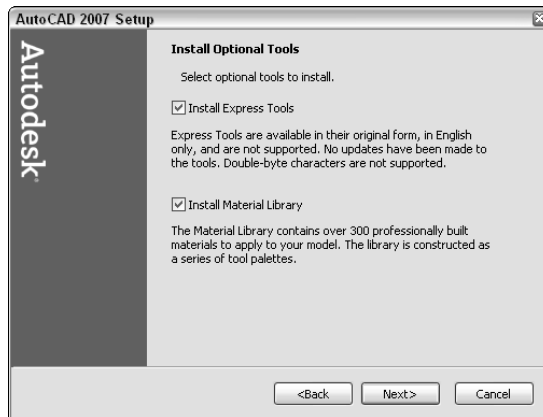 AutoCAD 2007 Setup
Autodesk
Install Optional Tools
Select optional tools to install.
Install Express Tools
Express Tools are available in their original form, in English
only, and are not supported. No updates have been made to
the tools. Double-byte characters are not supported.
Install Material Library
The Material Library contains over 300 professionally built
materials to apply to your model. The library is constructed as
a series of tool palettes.
<Back
Next>
Cancel